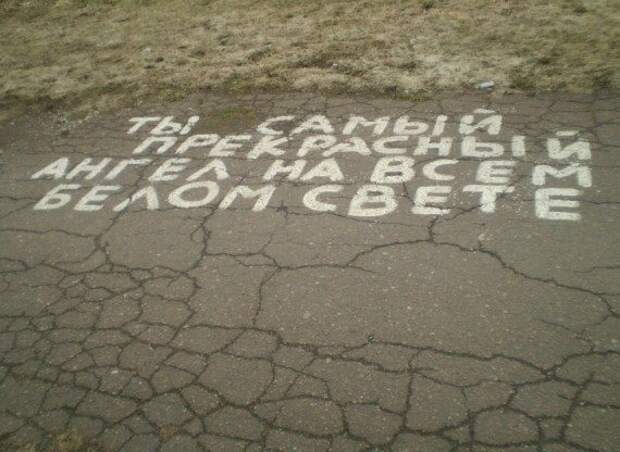 ТЫ САМЫЙ
ПРЕКРАСНЫЙ
АНГЕЛ НА ВСЕМ
БЕЛОМ СВЕТЕ